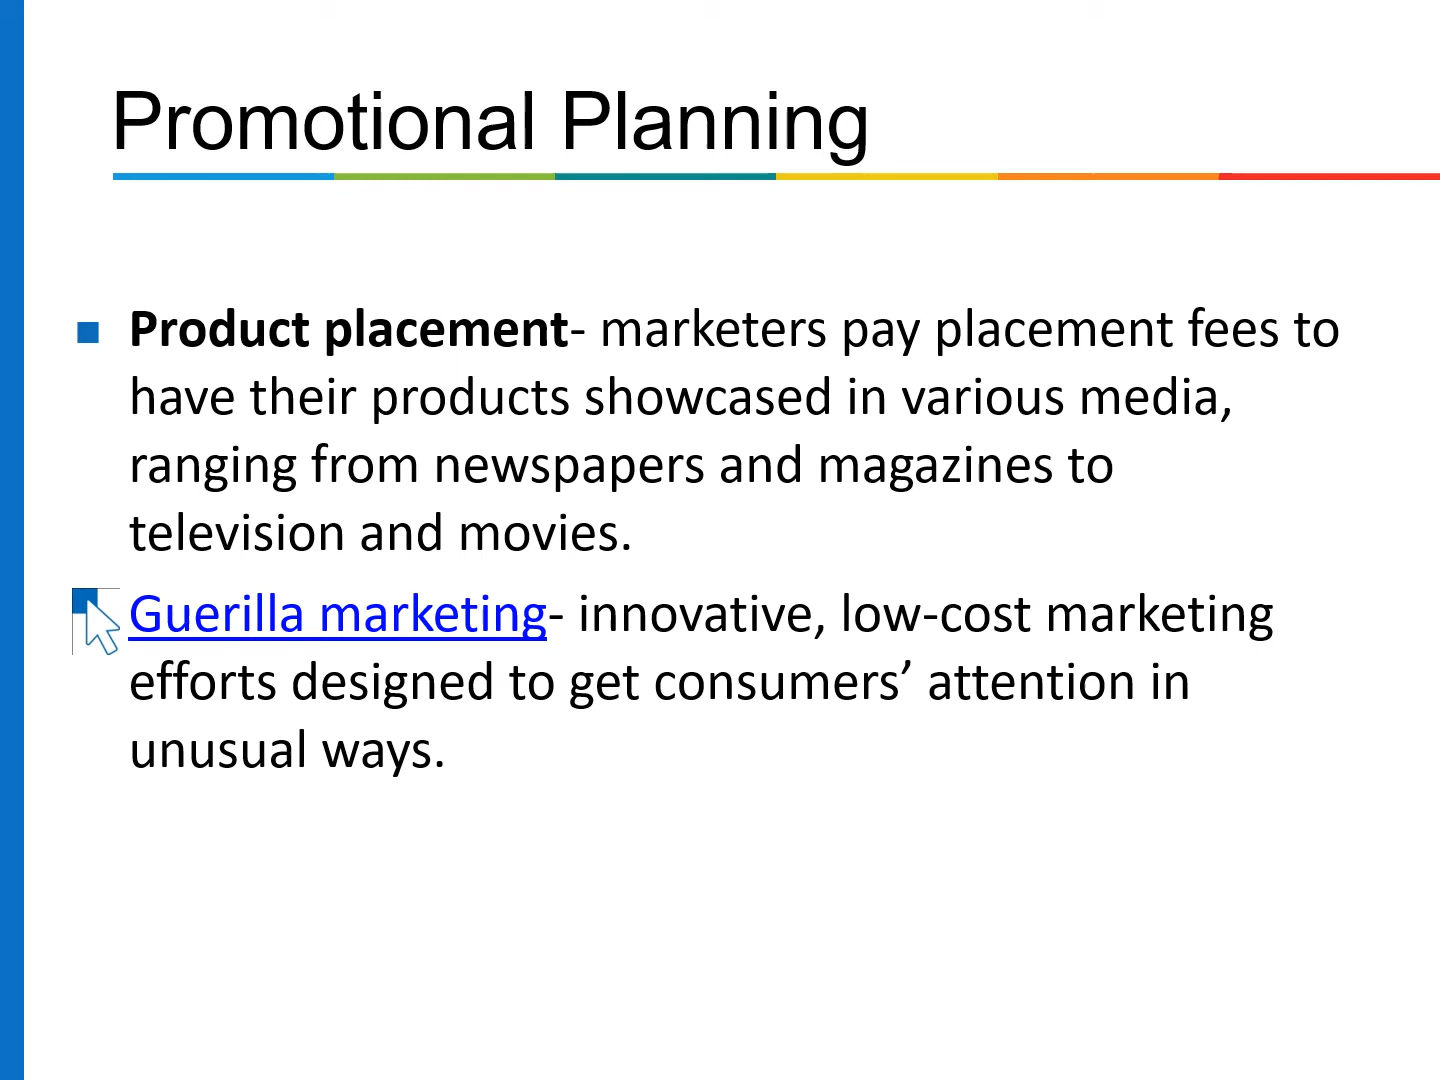 Promotional Planning
Product placement- marketers pay placement fees to
have their products showcased in various media,
ranging from newspapers and magazines to
television and movies.
Guerilla marketing- innovative, low-cost marketing
efforts designed to get consumers’ attention in
unusual ways.